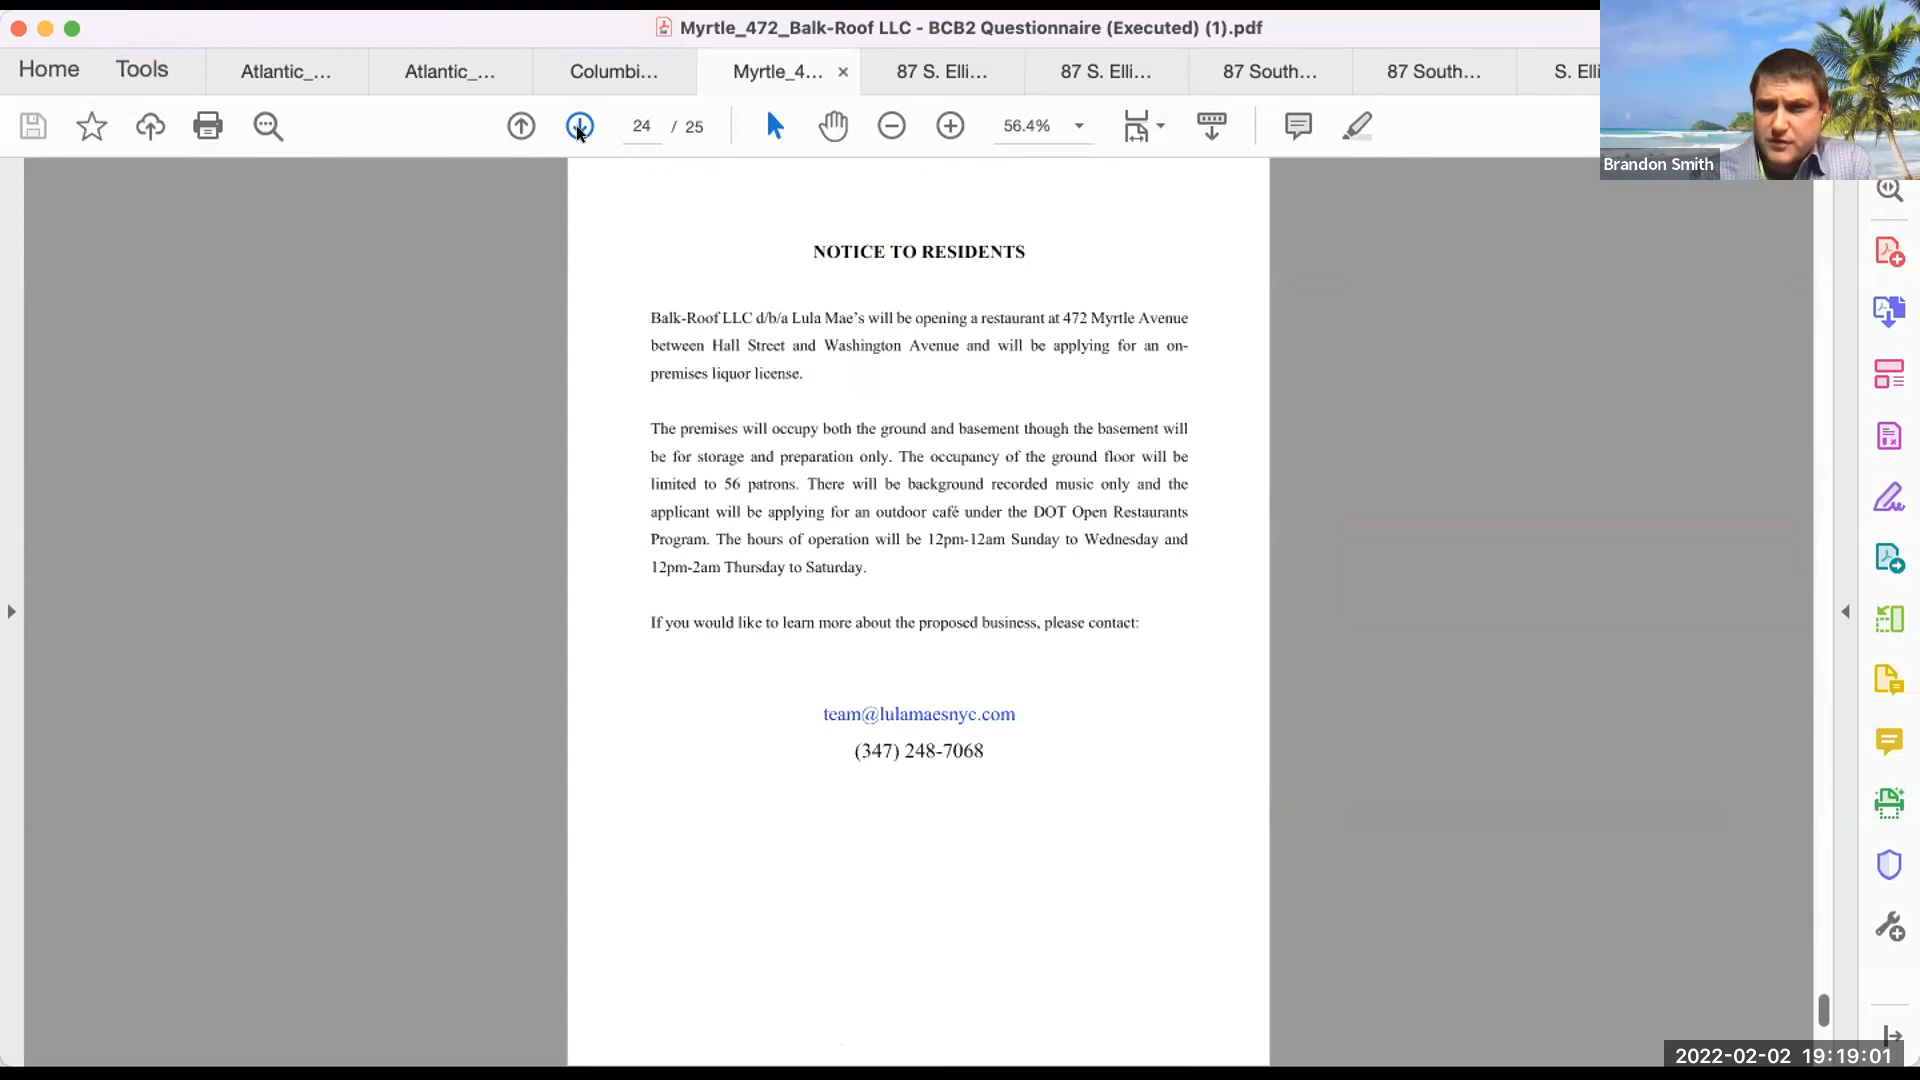 Myrtle_472_Balk-Roof LLC - BCB2 Questionnaire (Executed) (1).pdf
Home Tools Atlantic_... Atlantic_... Columbi... Myrtle_4... × 87 S. Elli... 87 S. Elli... 87 South... 87 South... S. Elli
24 / 25 56.4%
Brandon Smith
NOTICE TO RESIDENTS
Balk-Roof LLC d/b/a Lula Mae’s will be opening a restaurant at 472 Myrtle Avenue
between Hall Street and Washington Avenue and will be applying for an on-
premises liquor license.
The premises will occupy both the ground and basement though the basement will
be for storage and preparation only. The occupancy of the ground floor will be
limited to 56 patrons. There will be background recorded music only and the
applicant will be applying for an outdoor café under the DOT Open Restaurants
Program. The hours of operation will be 12pm-12am Sunday to Wednesday and
12pm-2am Thursday to Saturday.
If you would like to learn more about the proposed business, please contact:
team@lulamaesnyc.com
(347) 248-7068
2022-02-02 19:19:01